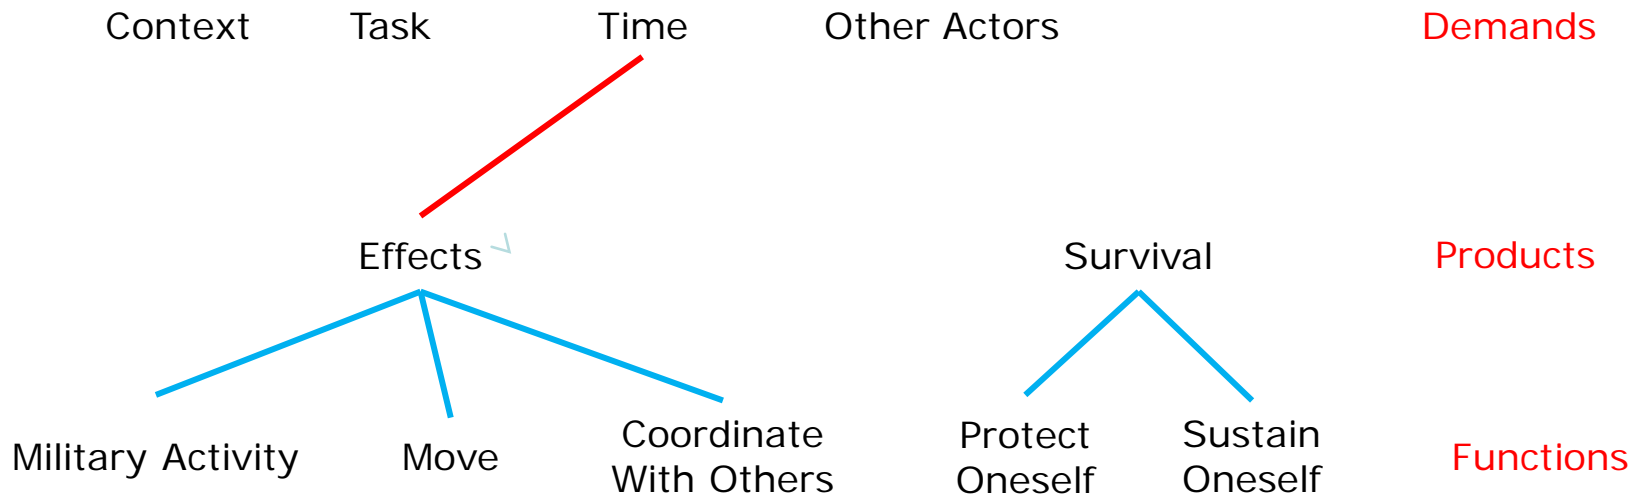 Context Task Time Other Actors Demands
Effects Survival Products
Military Activity Move Coordinate With Others Protect Oneself Sustain Oneself Functions